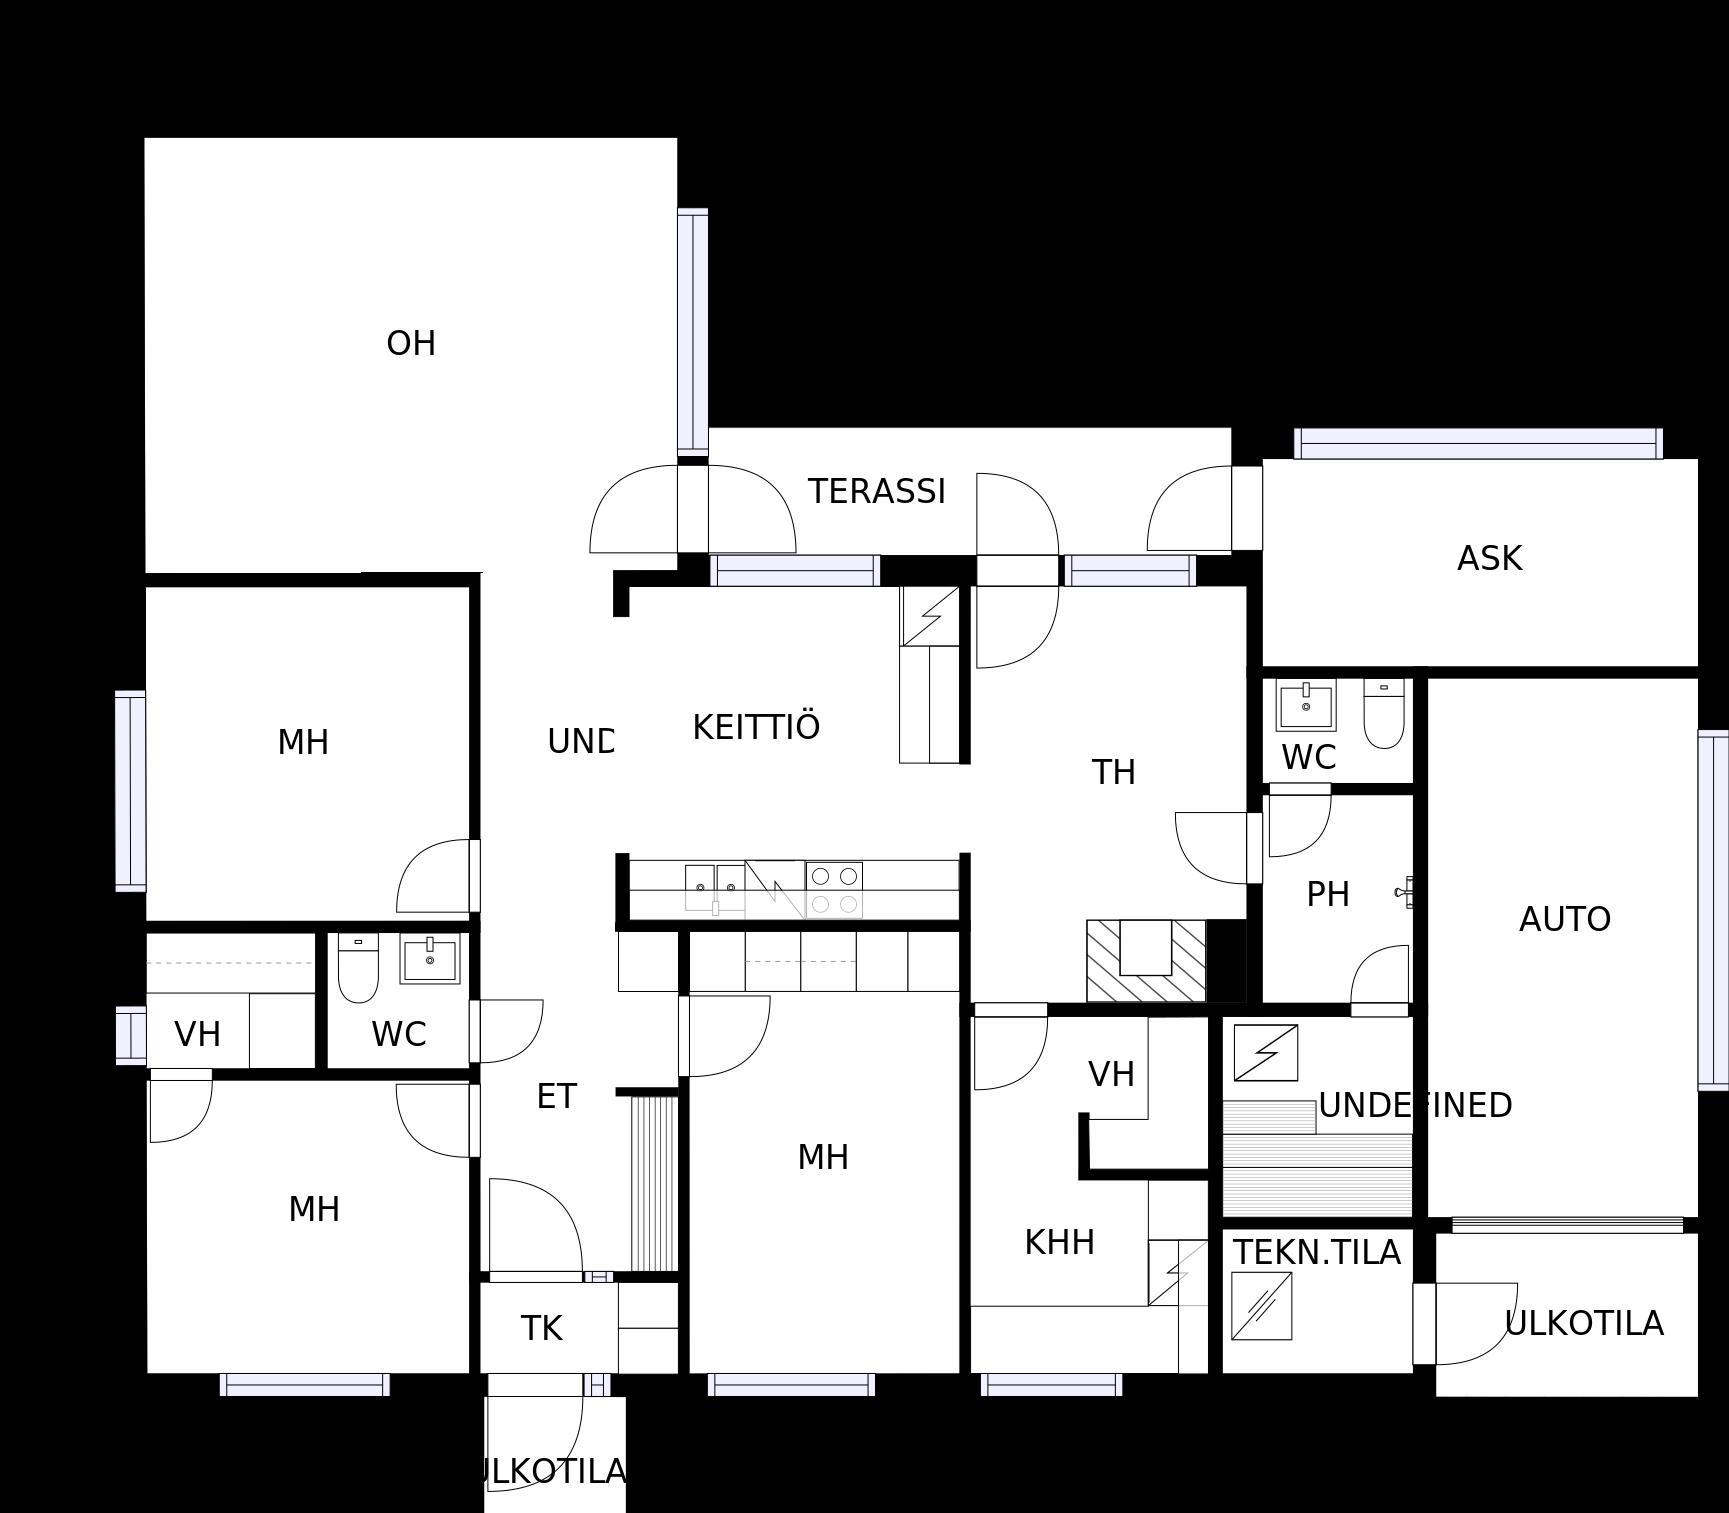 OH
TERASSI
ASK
MH
UND
KEITTIÖ
TH
WC
PH
AUTO
VH
WC
ET
MH
VH
UNDEFINED
MH
KHH
TEKN.TILA
TK
ULKOTILA
ULKOTILA